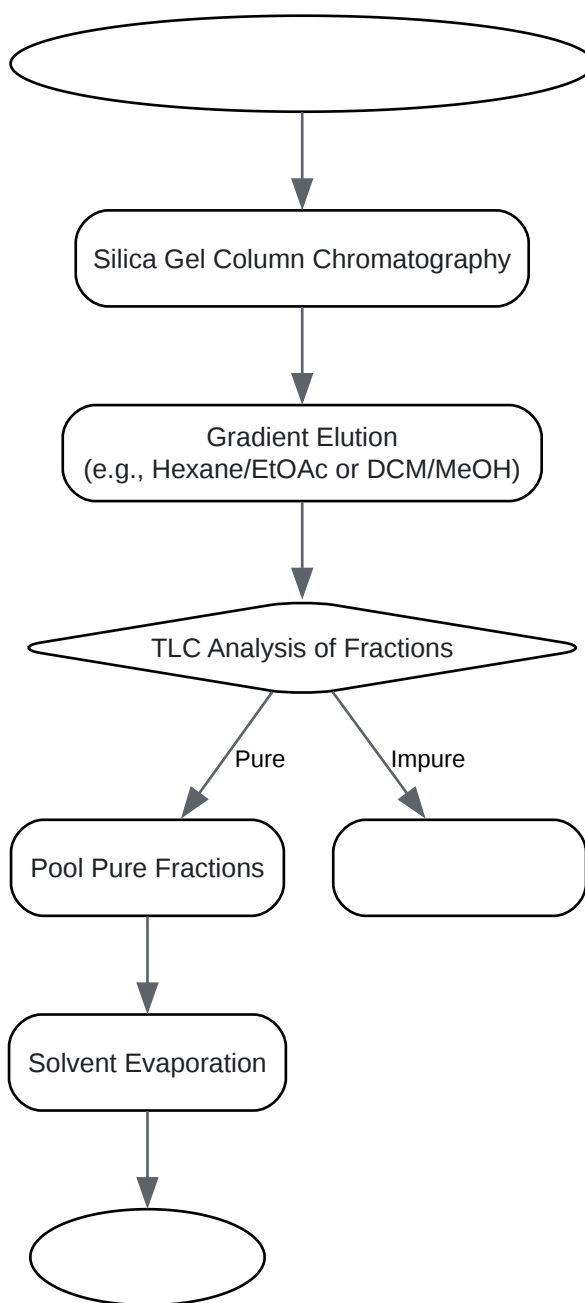 Silica Gel Column Chromatography
Gradient Elution
(e.g., Hexane/EtOAc or DCM/MeOH)
TLC Analysis of Fractions
Pure
Impure
Pool Pure Fractions
Solvent Evaporation